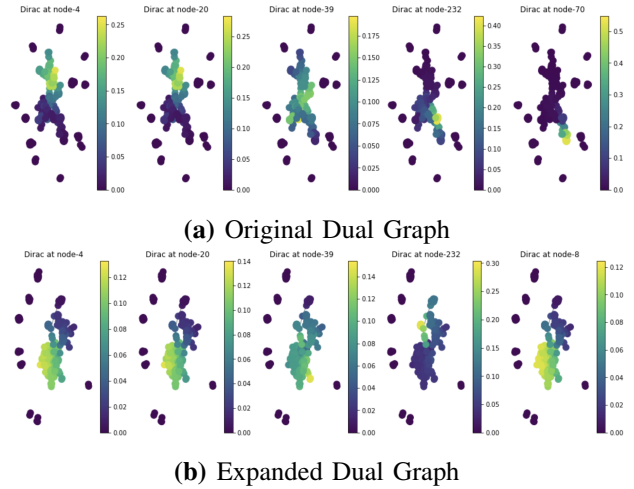 Dirac at node-4 Dirac at node-20 Dirac at node-39 Dirac at node-232 Dirac at node-70
0.25 0.20 0.15 0.10 0.05 0.00
0.25 0.20 0.15 0.10 0.05 0.00
0.175 0.150 0.125 0.100 0.075 0.050 0.025 0.000
0.40 0.35 0.30 0.25 0.20 0.15 0.10 0.05 0.00
0.5 0.4 0.3 0.2 0.1 0.0
(a) Original Dual Graph
Dirac at node-4 Dirac at node-20 Dirac at node-39 Dirac at node-232 Dirac at node-8
0.12 0.10 0.08 0.06 0.04 0.02 0.00
0.14 0.12 0.10 0.08 0.06 0.04 0.02 0.00
0.14 0.12 0.10 0.08 0.06 0.04 0.02 0.00
0.30 0.25 0.20 0.15 0.10 0.05 0.00
0.12 0.10 0.08 0.06 0.04 0.02 0.00
(b) Expanded Dual Graph